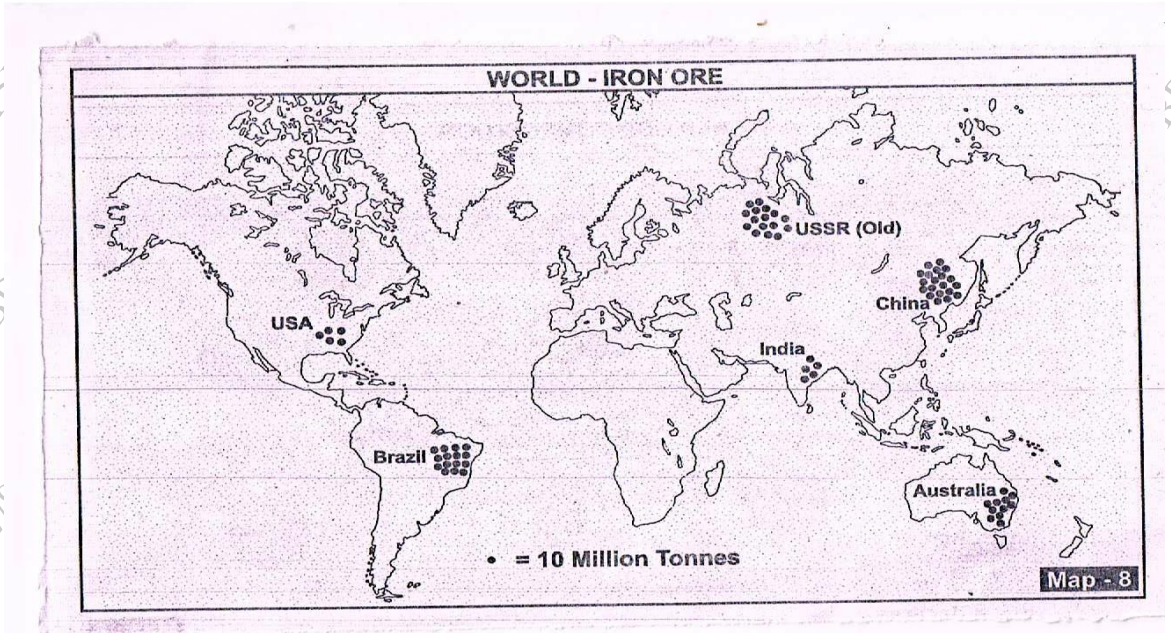 WORLD - IRON ORE
USSR (Old)
China
USA
India
Brazil
Australia
• = 10 Million Tonnes
Map - 8